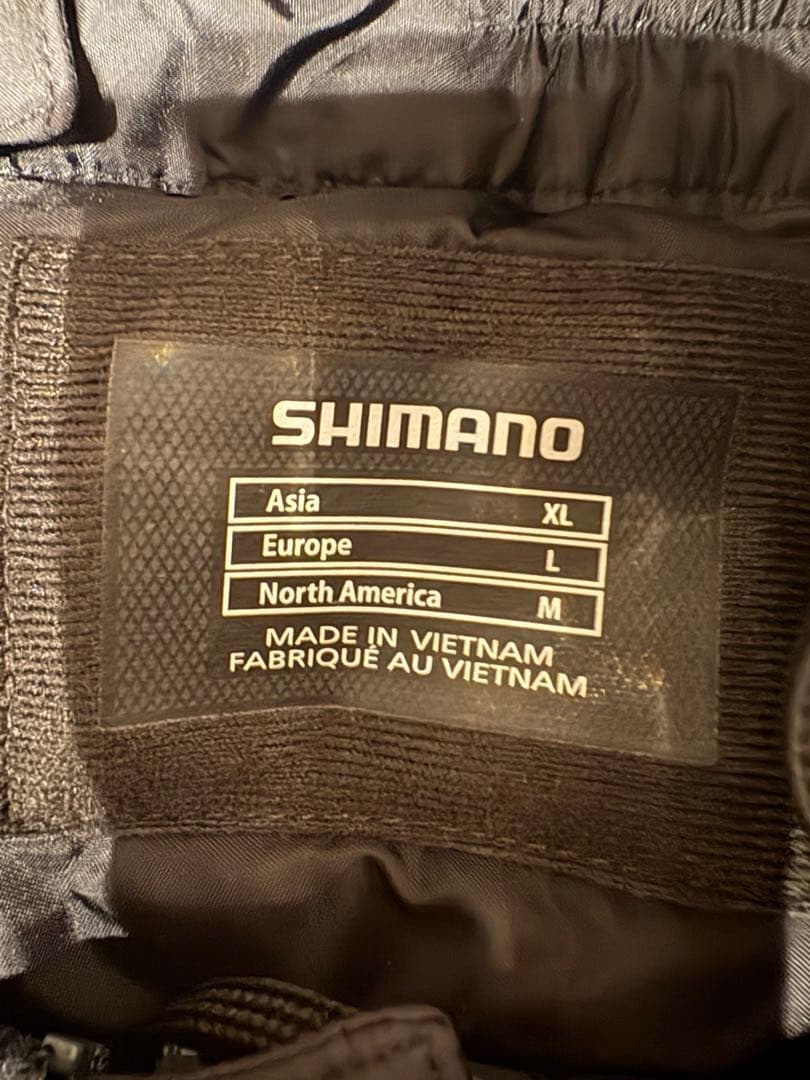 SHIMANO
Asia XL
Europe L
North America M
MADE IN VIETNAM
FABRIQUÉ AU VIETNAM